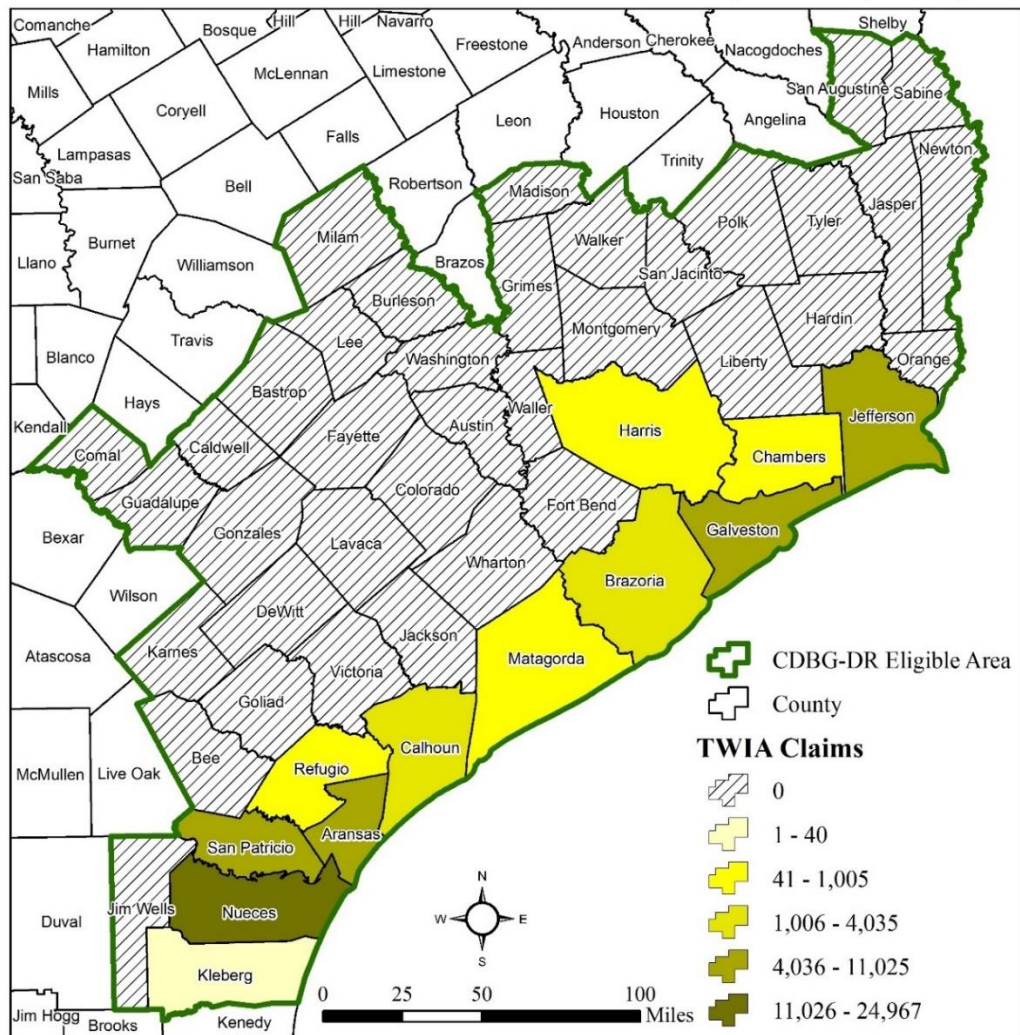 Comanche
Hamilton
Bosque
Hill
Hill
Navarro
Freestone
Anderson
Cherokee
Nacogdoches
Shelby
Mills
Coryell
McLennan
Limestone
Leon
Houston
Angelina
San Augustine
Sabine
Lampasas
Falls
Trinity
Newton
San Saba
Bell
Robertson
Madison
Polk
Tyler
Jasper
Burnet
Milam
Walker
Llano
Williamson
Brazos
Grimes
San Jacinto
Burleson
Hardin
Blanco
Travis
Lee
Washington
Montgomery
Liberty
Orange
Bastrop
Hays
Kendall
Waller
Austin
Harris
Jefferson
Caldwell
Fayette
Comal
Chambers
Guadalupe
Colorado
Fort Bend
Bexar
Gonzales
Lavaca
Galveston
Wharton
Brazoria
Wilson
DeWitt
Jackson
Atascosa
Karnes
Victoria
Matagorda
Goliad
Calhoun
Bee
McMullen
Live Oak
Refugio
Aransas
San Patricio
Duval
Jim Wells
Nueces
Kleberg
Jim Hogg
Brooks
Kenedy
CDBG-DR Eligible Area
County
TWIA Claims
0
1 - 40
41 - 1,005
1,006 - 4,035
4,036 - 11,025
11,026 - 24,967
N
W E
S
0 25 50 100
Miles